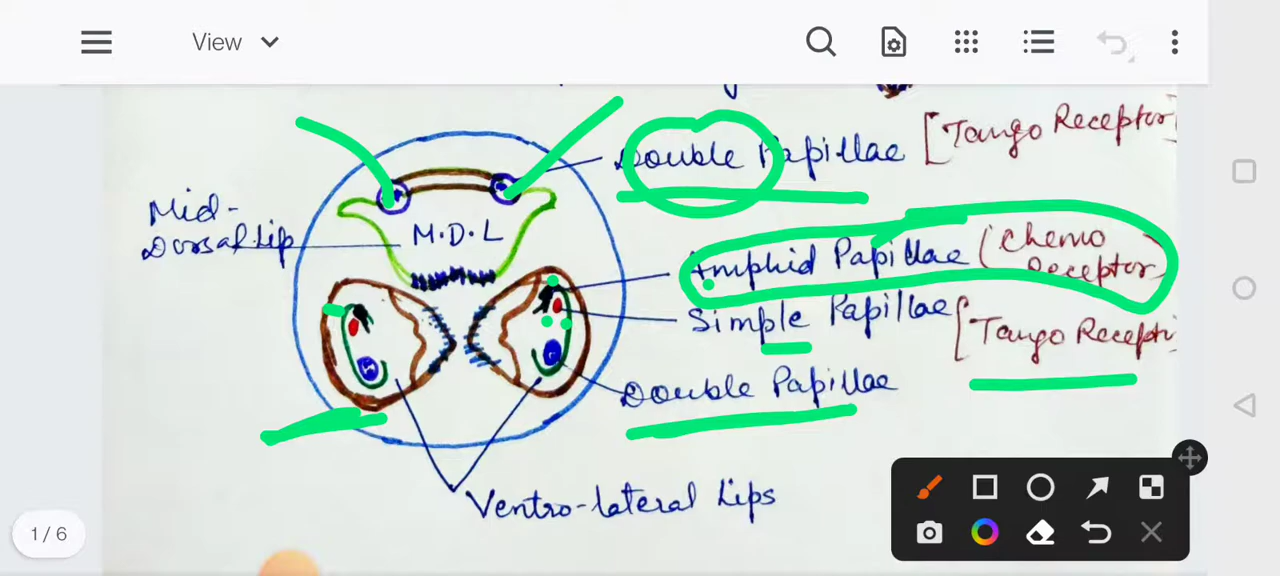 View
Double Papillae [Tango Receptor
Mid-
Dorsal Lip
M.D.L
Amphid Papillae (Chemo
Receptor)
Simple Papillae
[Tango Recepti
Double Papillae
Ventro-lateral Lips
1 / 6